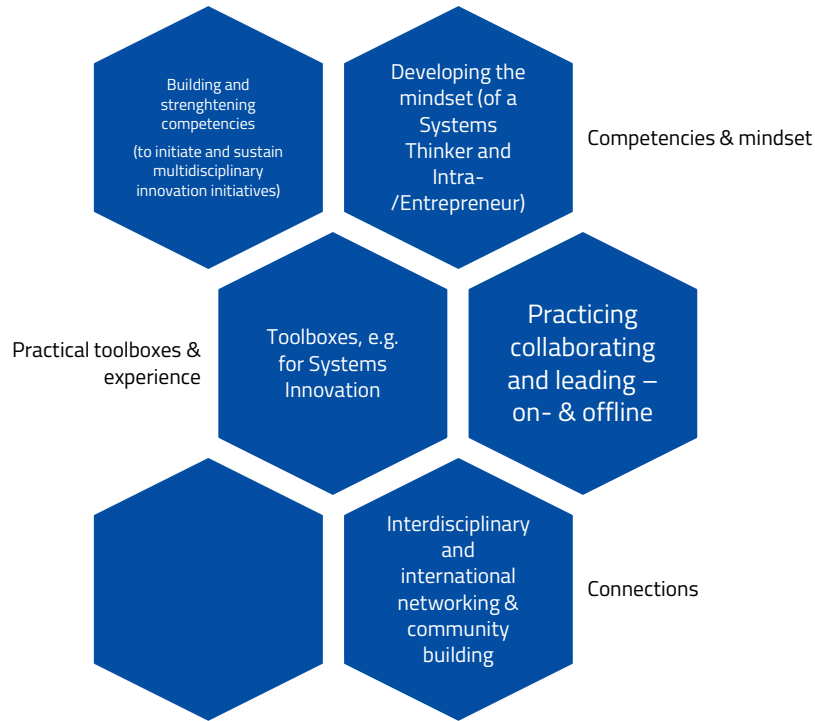 Building and
strenghtening
competencies
(to initiate and sustain
multidisciplinary
innovation initiatives)
Developing the
mindset (of a
Systems
Thinker and
Intra-
/Entrepreneur)
Competencies & mindset
Practical toolboxes &
experience
Toolboxes, e.g.
for Systems
Innovation
Practicing
collaborating
and leading –
on- & offline
Interdisciplinary
and
international
networking &
community
building
Connections